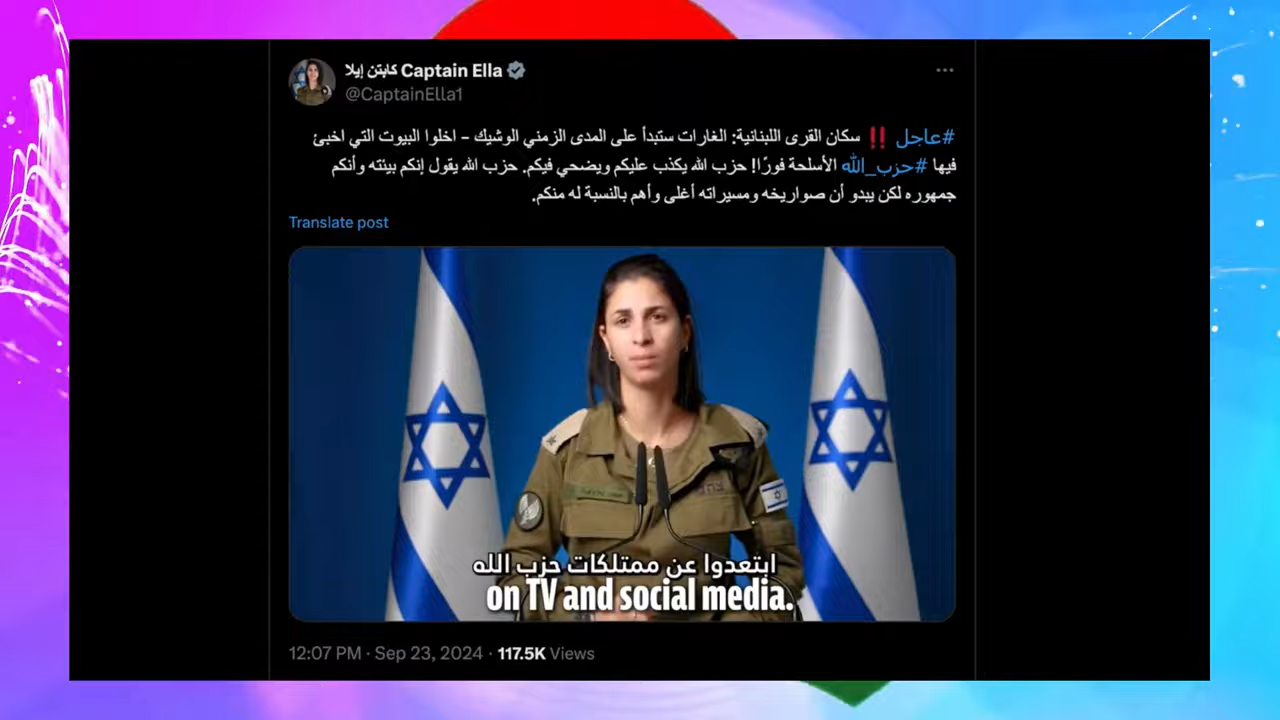 كابتن إيلا Captain Ella
@CaptainElla1
#عاجل ‼️ سكان القرى اللبنانية: الغارات ستبدأ على المدى الزمني الوشيك – اخلوا البيوت التي اخبئ
فيها #حزب_الله الأسلحة فورًا! حزب الله يكذب عليكم ويضحي فيكم. حزب الله يقول إنكم بيئته وأنكم
جمهوره لكن يبدو أن صواريخه ومسيراته أغلى وأهم بالنسبة له منكم.
Translate post
ابتعدوا عن ممتلكات حزب الله
on TV and social media.
12:07 PM · Sep 23, 2024 · 117.5K Views